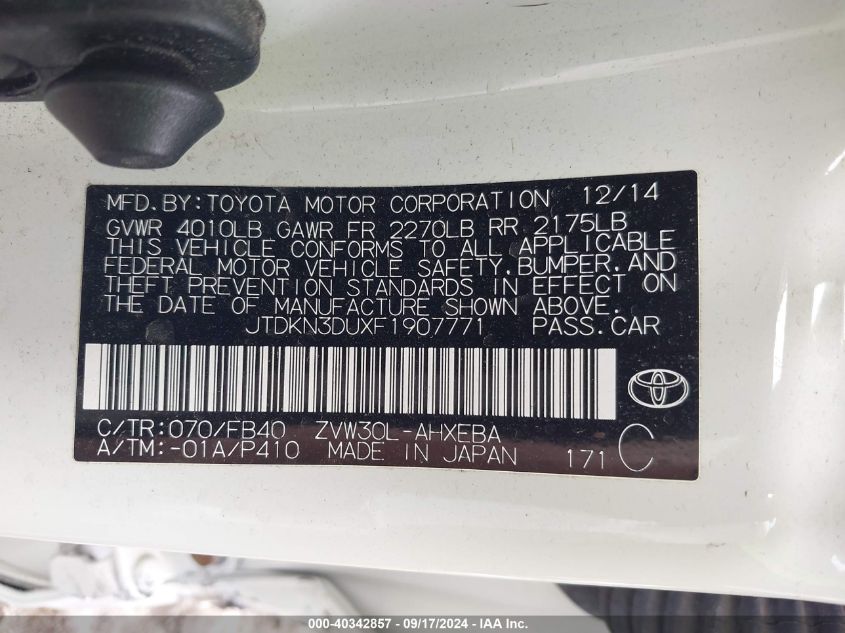 MFD.BY:TOYOTA MOTOR CORPORATION 12/14
GVWR 4010LB GAWR FR 2270LB RR 2175LB
THIS VEHICLE CONFORMS TO ALL APPLICABLE
FEDERAL MOTOR VEHICLE SAFETY,BUMPER,AND
THEFT PREVENTION STANDARDS IN EFFECT ON
THE DATE OF MANUFACTURE SHOWN ABOVE.
JTDKN3DUXF1907771 PASS.CAR
C/TR:070/FB40 ZVW30L-AHXEBA
A/TM:-01A/P410 MADE IN JAPAN 171 C
000-40342857 - 09/17/2024 - IAA Inc.